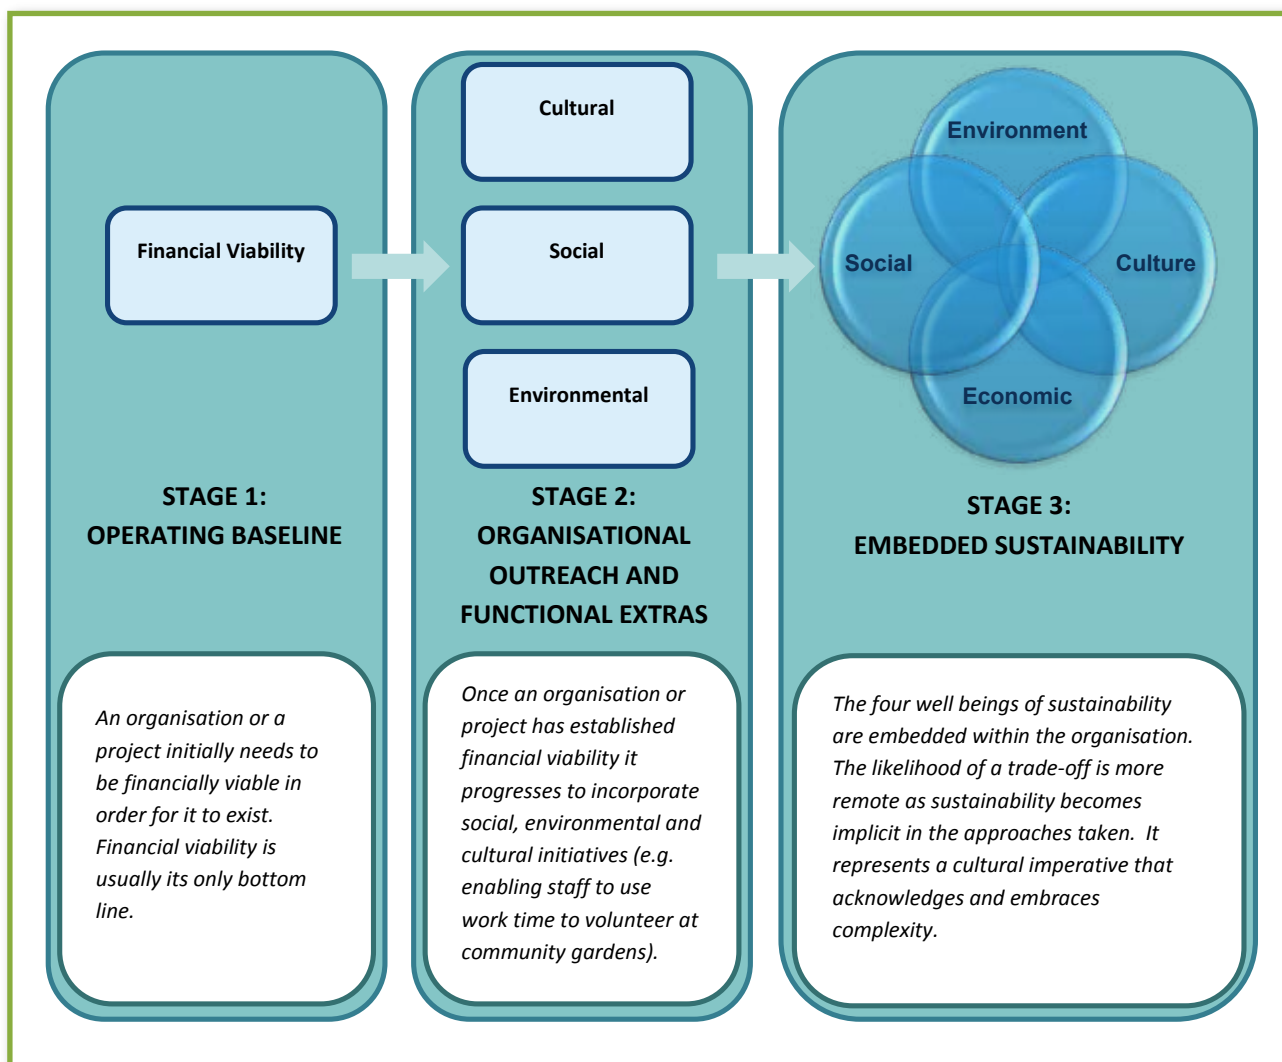 Financial Viability
STAGE 1:
OPERATING BASELINE
An organisation or a
project initially needs to
be financially viable in
order for it to exist.
Financial viability is
usually its only bottom
line.
Cultural
Social
Environmental
STAGE 2:
ORGANISATIONAL
OUTREACH AND
FUNCTIONAL EXTRAS
Once an organisation or
project has established
financial viability it
progresses to incorporate
social, environmental and
cultural initiatives (e.g.
enabling staff to use
work time to volunteer at
community gardens).
Environment
Social
Culture
Economic
STAGE 3:
EMBEDDED SUSTAINABILITY
The four well beings of sustainability
are embedded within the organisation.
The likelihood of a trade-off is more
remote as sustainability becomes
implicit in the approaches taken.  It
represents a cultural imperative that
acknowledges and embraces
complexity.